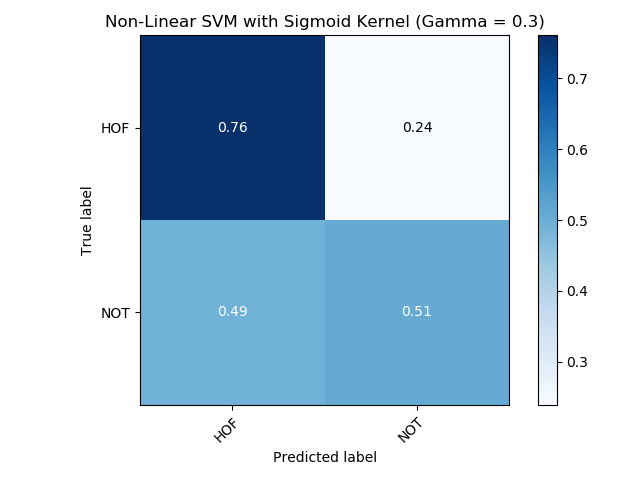 Non-Linear SVM with Sigmoid Kernel (Gamma = 0.3)
True label
HOF
NOT
0.76
0.24
0.49
0.51
HOF
NOT
Predicted label
0.7
0.6
0.5
0.4
0.3